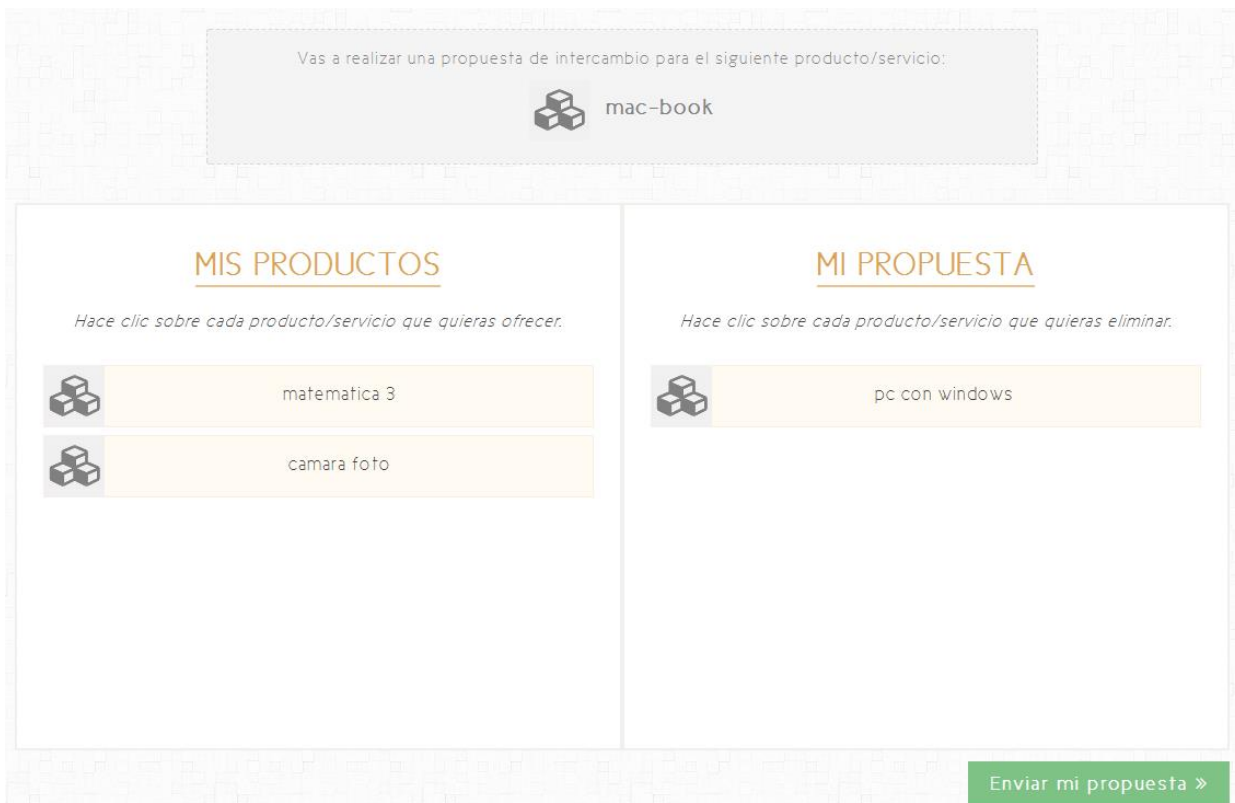 Vas a realizar una propuesta de intercambio para el siguiente producto/servicio:
mac-book
MIS PRODUCTOS
Hace clic sobre cada producto/servicio que quieras ofrecer.
matematica 3
camara foto
MI PROPUESTA
Hace clic sobre cada producto/servicio que quieras eliminar.
pc con windows
Enviar mi propuesta »